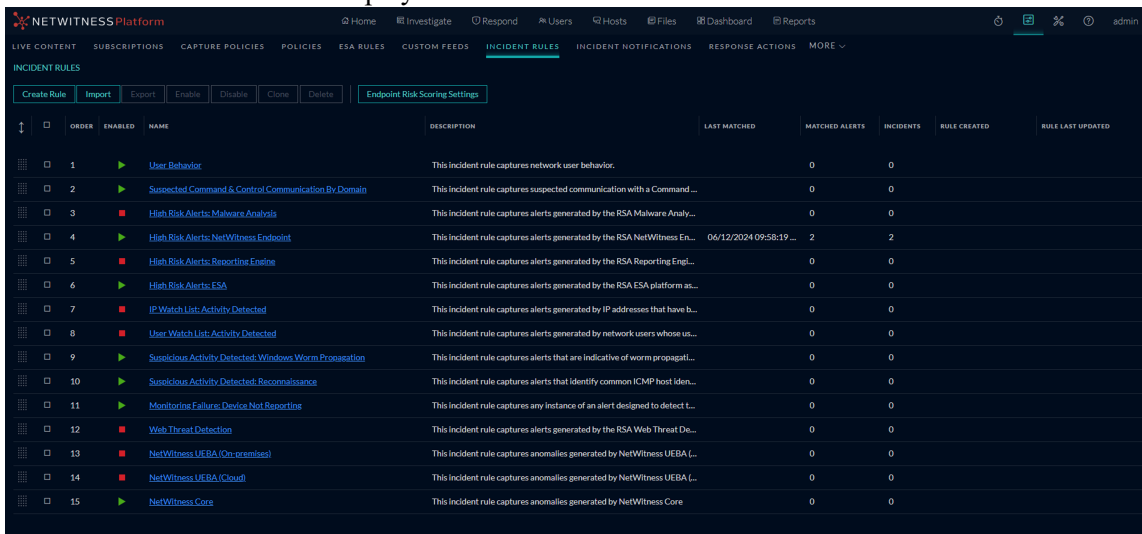 NETWITNESS Platform Home Investigate Respond Users Hosts Files Dashboard Reports admin
LIVE CONTENT SUBSCRIPTIONS CAPTURE POLICIES POLICIES ESA RULES CUSTOM FEEDS INCIDENT RULES INCIDENT NOTIFICATIONS RESPONSE ACTIONS MORE
INCIDENT RULES
Create Rule Import Export Enable Disable Clone Delete Endpoint Risk Scoring Settings
ORDER ENABLED NAME DESCRIPTION LAST MATCHED MATCHED ALERTS INCIDENTS RULE CREATED RULE LAST UPDATED
1 User Behavior This incident rule captures network user behavior. 0 0
2 Suspected Command & Control Communication By Domain This incident rule captures suspected communication with a Command ... 0 0
3 High Risk Alerts: Malware Analysis This incident rule captures alerts generated by the RSA Malware Analy... 0 0
4 High Risk Alerts: NetWitness Endpoint This incident rule captures alerts generated by the RSA NetWitness En... 06/12/2024 09:58:19 ... 2 2
5 High Risk Alerts: Reporting Engine This incident rule captures alerts generated by the RSA Reporting Engi... 0 0
6 High Risk Alerts: ESA This incident rule captures alerts generated by the RSA ESA platform as... 0 0
7 IP Watch List: Activity Detected This incident rule captures alerts generated by IP addresses that have b... 0 0
8 User Watch List: Activity Detected This incident rule captures alerts generated by network users whose us... 0 0
9 Suspicious Activity Detected: Windows Worm Propagation This incident rule captures alerts that are indicative of worm propagati... 0 0
10 Suspicious Activity Detected: Reconnaissance This incident rule captures alerts that identify common ICMP host iden... 0 0
11 Monitoring Failure: Device Not Reporting This incident rule captures any instance of an alert designed to detect t... 0 0
12 Web Threat Detection This incident rule captures alerts generated by the RSA Web Threat De... 0 0
13 NetWitness UEBA (On-premises) This incident rule captures anomalies generated by NetWitness UEBA (... 0 0
14 NetWitness UEBA (Cloud) This incident rule captures anomalies generated by NetWitness UEBA (... 0 0
15 NetWitness Core This incident rule captures anomalies generated by NetWitness Core 0 0